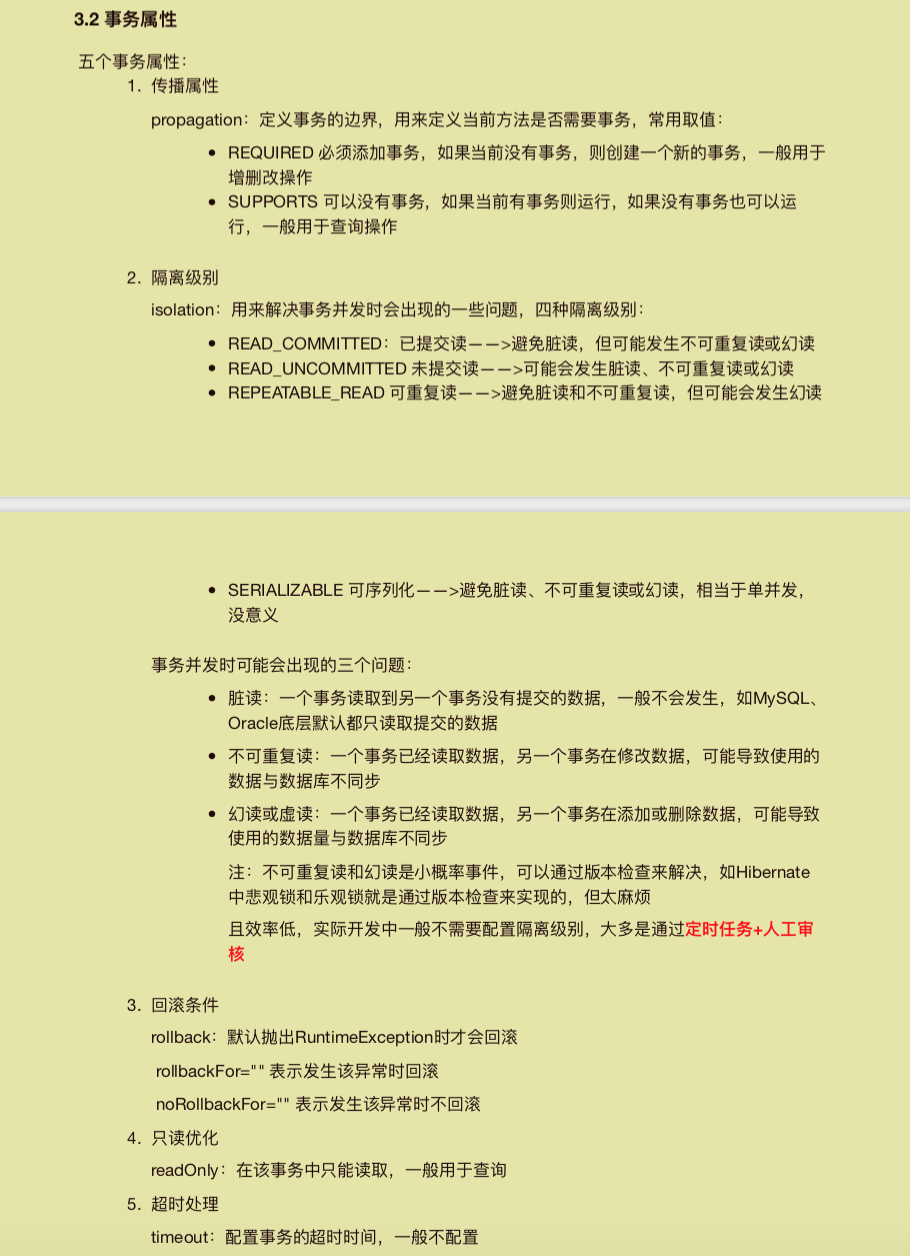 3.2 事务属性
五个事务属性：
1. 传播属性
propagation：定义事务的边界，用来定义当前方法是否需要事务，常用取值：
• REQUIRED 必须添加事务，如果当前没有事务，则创建一个新的事务，一般用于
增删改操作
• SUPPORTS 可以没有事务，如果当前有事务则运行，如果没有事务也可以运
行，一般用于查询操作
2. 隔离级别
isolation：用来解决事务并发时会出现的一些问题，四种隔离级别：
• READ_COMMITTED：已提交读——>避免脏读，但可能发生不可重复读或幻读
• READ_UNCOMMITTED 未提交读——>可能会发生脏读、不可重复读或幻读
• REPEATABLE_READ 可重复读——>避免脏读和不可重复读，但可能会发生幻读
• SERIALIZABLE 可序列化——>避免脏读、不可重复读或幻读，相当于单并发，
没意义
事务并发时可能会出现的三个问题：
• 脏读：一个事务读取到另一个事务没有提交的数据，一般不会发生，如MySQL、
Oracle底层默认都只读取提交的数据
• 不可重复读：一个事务已经读取数据，另一个事务在修改数据，可能导致使用的
数据与数据库不同步
• 幻读或虚读：一个事务已经读取数据，另一个事务在添加或删除数据，可能导致
使用的数据量与数据库不同步
注：不可重复读和幻读是小概率事件，可以通过版本检查来解决，如Hibernate
中悲观锁和乐观锁就是通过版本检查来实现的，但太麻烦
且效率低，实际开发中一般不需要配置隔离级别，大多是通过定时任务+人工审
核
3. 回滚条件
rollback：默认抛出RuntimeException时才会回滚
rollbackFor="" 表示发生该异常时回滚
noRollbackFor="" 表示发生该异常时不回滚
4. 只读优化
readOnly：在该事务中只能读取，一般用于查询
5. 超时处理
timeout：配置事务的超时时间，一般不配置